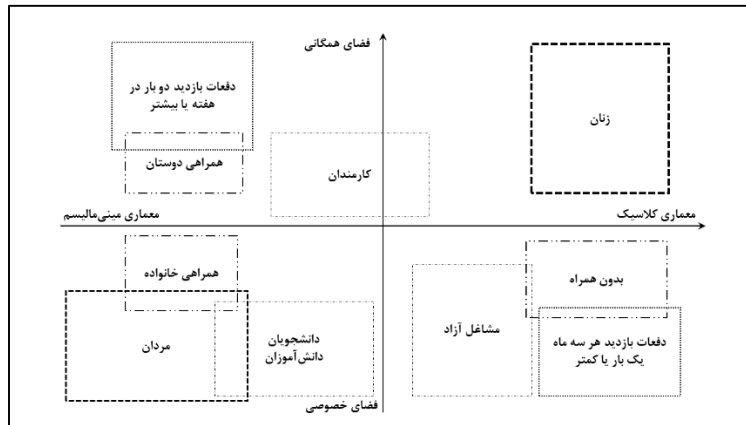 فضای همگانی
دفعات بازدید دو بار در
هفته یا بیشتر
زنان
همراهی دوستان
کارمندان
معماری کلاسیک
معماری مینی‌مالیسم
همراهی خانواده
بدون همراه
مشاغل آزاد
دانشجویان
دانش‌آموزان
مردان
دفعات بازدید هر سه ماه
یک بار یا کمتر
فضای خصوصی